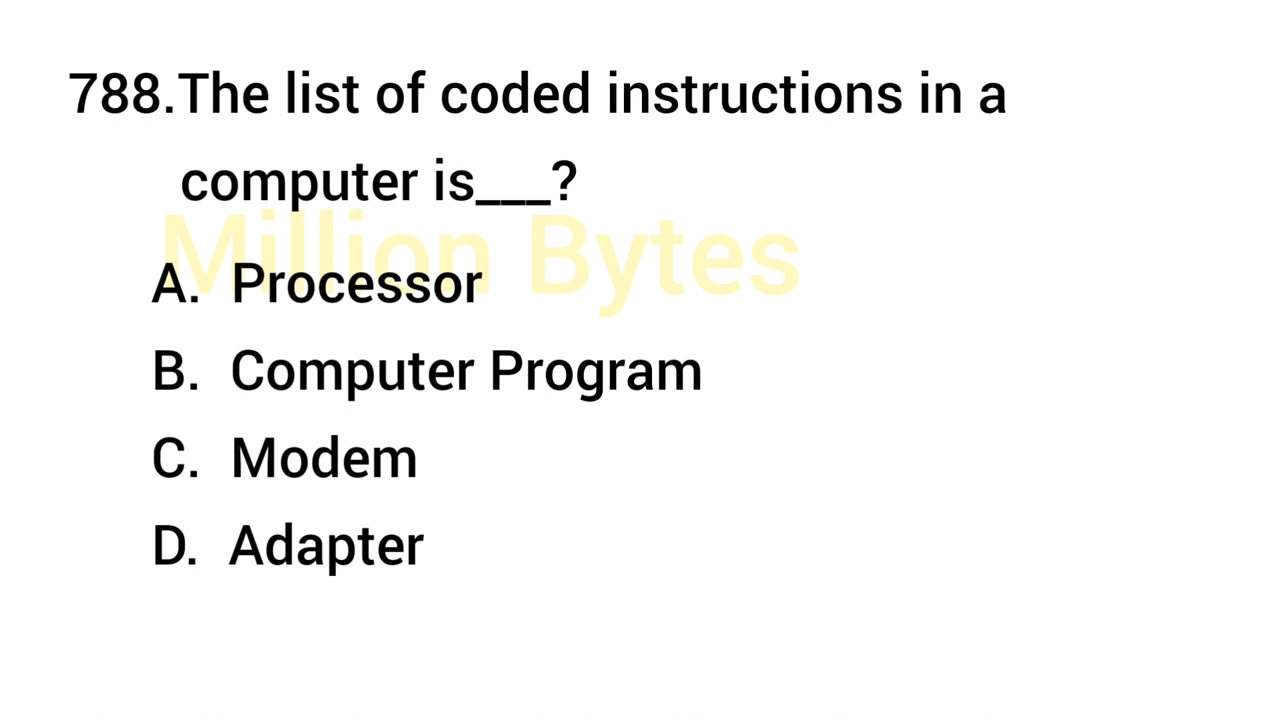 788.The list of coded instructions in a
computer is___?
Million Bytes
A. Processor
B. Computer Program
C. Modem
D. Adapter